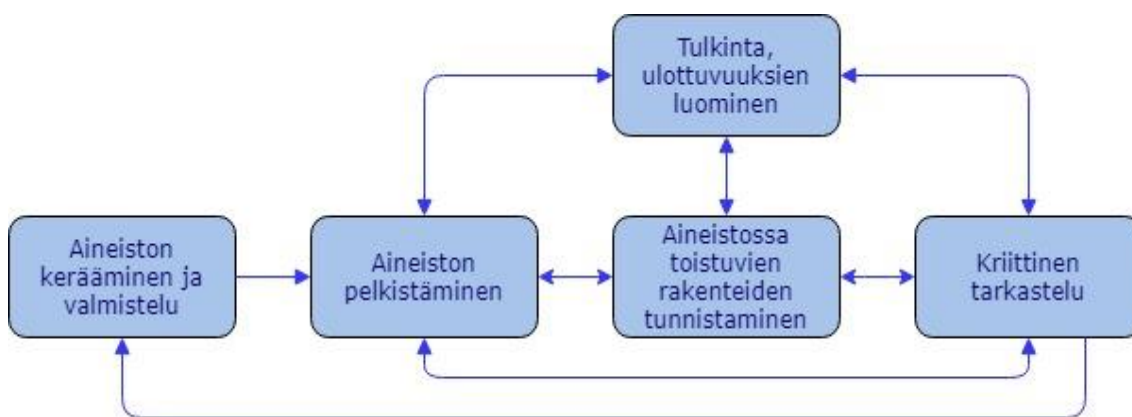 Tulkinta,
ulottuvuuksien
luominen
Aineiston
kerääminen ja
valmistelu
Aineiston
pelkistäminen
Aineistossa
toistuvien
rakenteiden
tunnistaminen
Kriittinen
tarkastelu